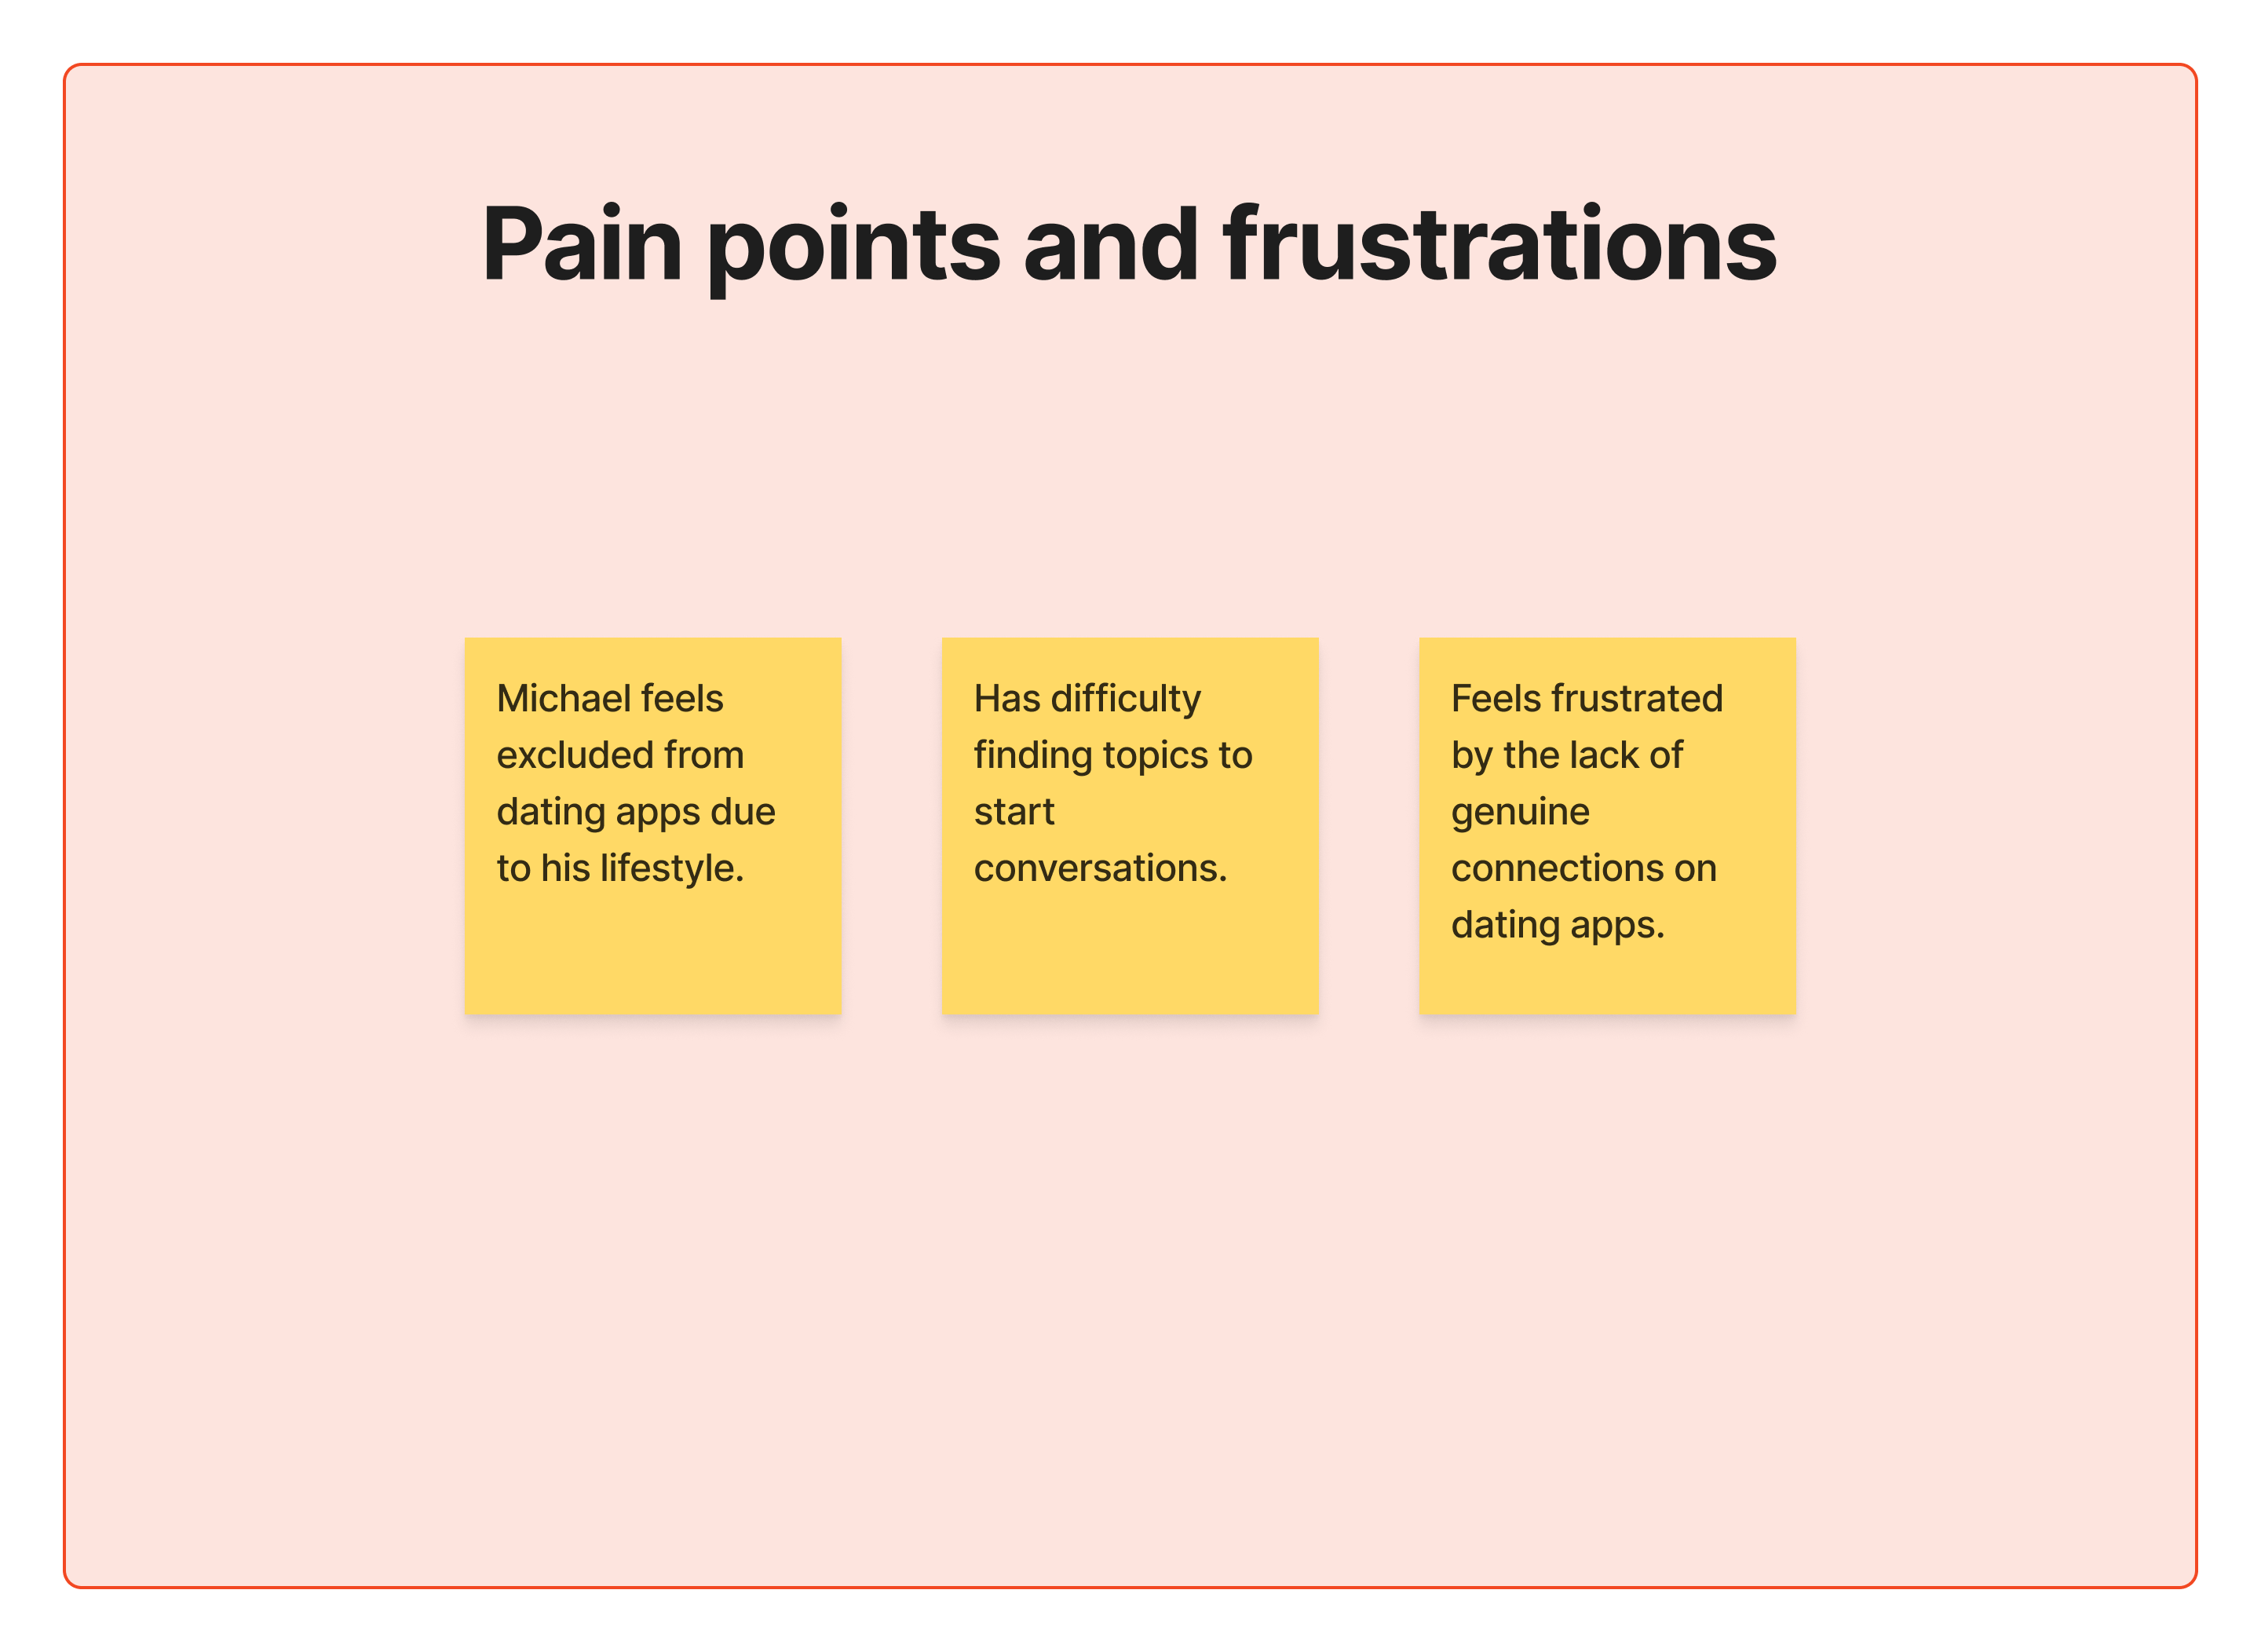 Pain points and frustrations
Michael feels
excluded from
dating apps due
to his lifestyle.
Has difficulty
finding topics to
start
conversations.
Feels frustrated
by the lack of
genuine
connections on
dating apps.